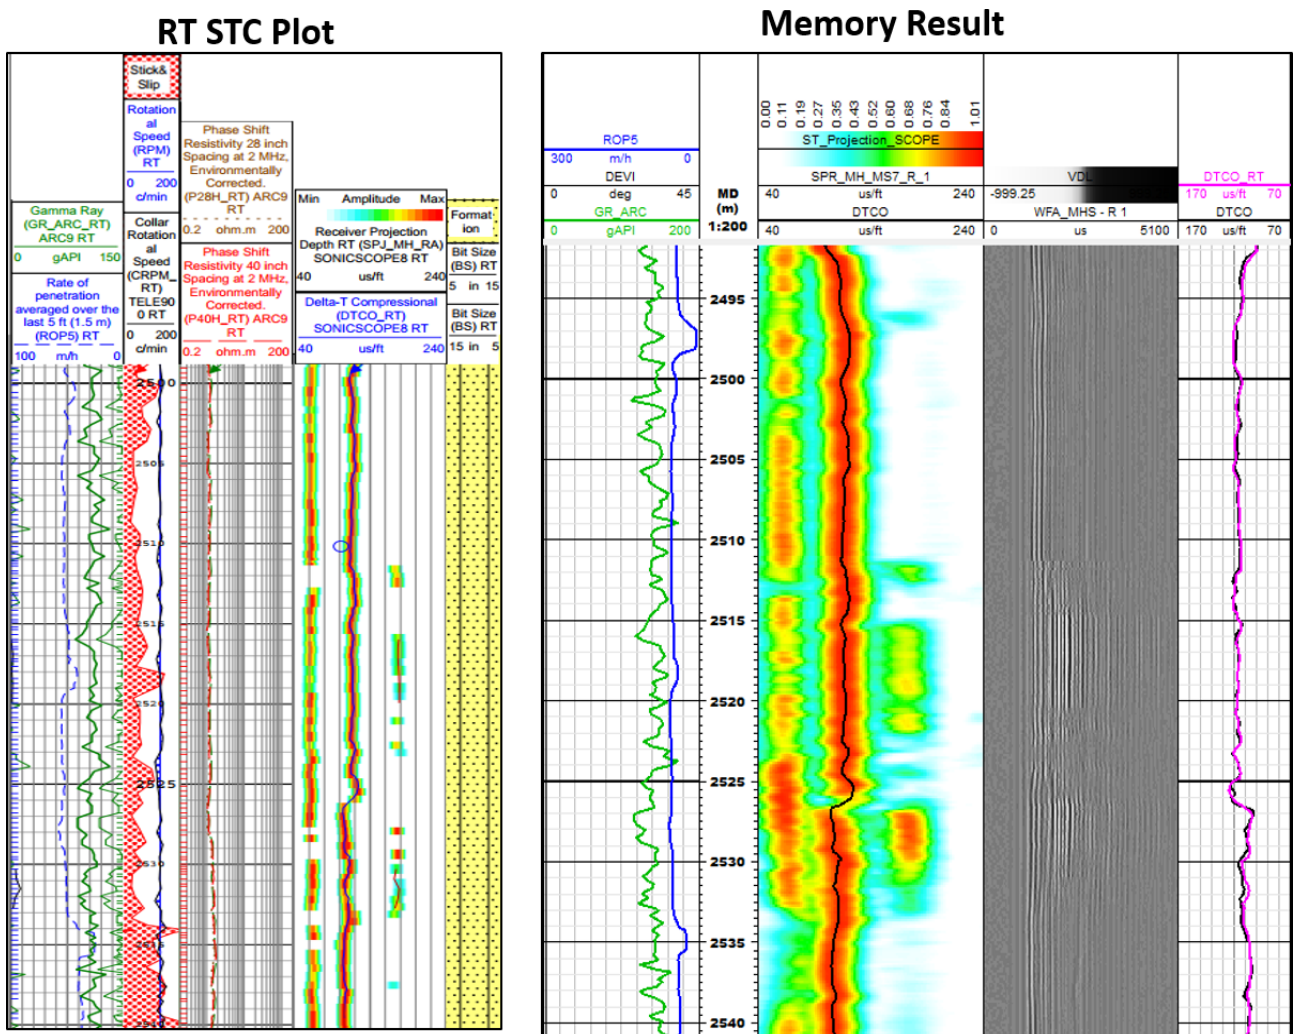 RT STC Plot
Stick&
Slip
Rotation
al
Speed
(RPM)
RT
0 200
c/min
Collar
Rotation
al
Speed
(CRPM_
RT)
TELE90
0 RT
0 200
c/min
Gamma Ray
(GR_ARC_RT)
ARC9 RT
0 gAPI 150
Rate of
penetration
averaged over the
last 5 ft (1.5 m)
(ROP5) RT
100 m/h 0
Phase Shift
Resistivity 28 inch
Spacing at 2 MHz,
Environmentally
Corrected.
(P28H_RT) ARC9
RT
0.2 ohm.m 200
Phase Shift
Resistivity 40 inch
Spacing at 2 MHz,
Environmentally
Corrected.
(P40H_RT) ARC9
RT
0.2 ohm.m 200
Min Amplitude Max
Receiver Projection
Depth RT (SPJ_MH_RA)
SONICSCOPE8 RT
40 us/ft 240
Delta-T Compressional
(DTCO_RT)
SONICSCOPE8 RT
40 us/ft 240
Format
ion
Bit Size
(BS) RT
5 in 15
Bit Size
(BS) RT
15 in 5
2500
2505
2510
2515
2520
2525
2530
Memory Result
ROP5
300 m/h 0
DEVI
0 deg 45
GR_ARC
0 gAPI 200
MD
(m)
1:200
0.00
0.11
0.19
0.27
0.35
0.43
0.52
0.60
0.68
0.76
0.84
1.01
ST_Projection_SCOPE
SPR_MH_MS7_R_1
40 us/ft 240
DTCO
40 us/ft 240
VDL
-999.25
WFA_MHS - R 1
0 us 5100
DTCO_RT
170 us/ft 70
DTCO
170 us/ft 70
2495
2500
2505
2510
2515
2520
2525
2530
2535
2540